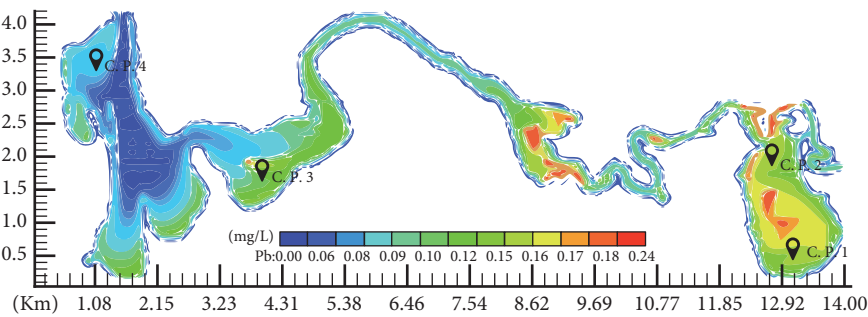 4.0
3.5
C. P. 4
3.0
2.5
2.0
C. P. 2
C. P. 3
1.5
1.0
(mg/L)
0.5
C. P. 1
Pb:0.00 0.06 0.08 0.09 0.10 0.12 0.15 0.16 0.17 0.18 0.24
(Km) 1.08 2.15 3.23 4.31 5.38 6.46 7.54 8.62 9.69 10.77 11.85 12.92 14.00